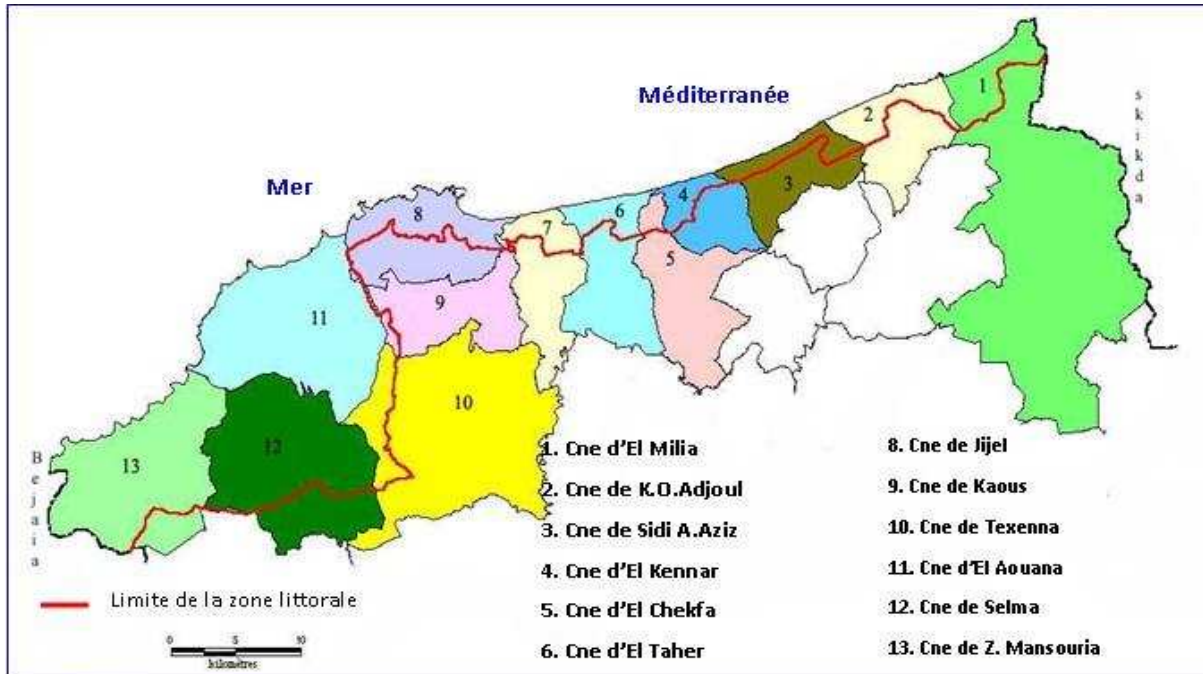 Méditerranée
Mer
skikda
Bejaia
1
2
3
4
5
6
7
8
9
10
11
12
13
1. Cne d'El Milia
2. Cne de K.O.Adjoul
3. Cne de Sidi A.Aziz
4. Cne d'El Kennar
5. Cne d'El Chekfa
6. Cne d'El Taher
8. Cne de Jijel
9. Cne de Kaous
10. Cne de Texenna
11. Cne d'El Aouana
12. Cne de Selma
13. Cne de Z. Mansouria
Limite de la zone littorale
0 5 10
kilomètres